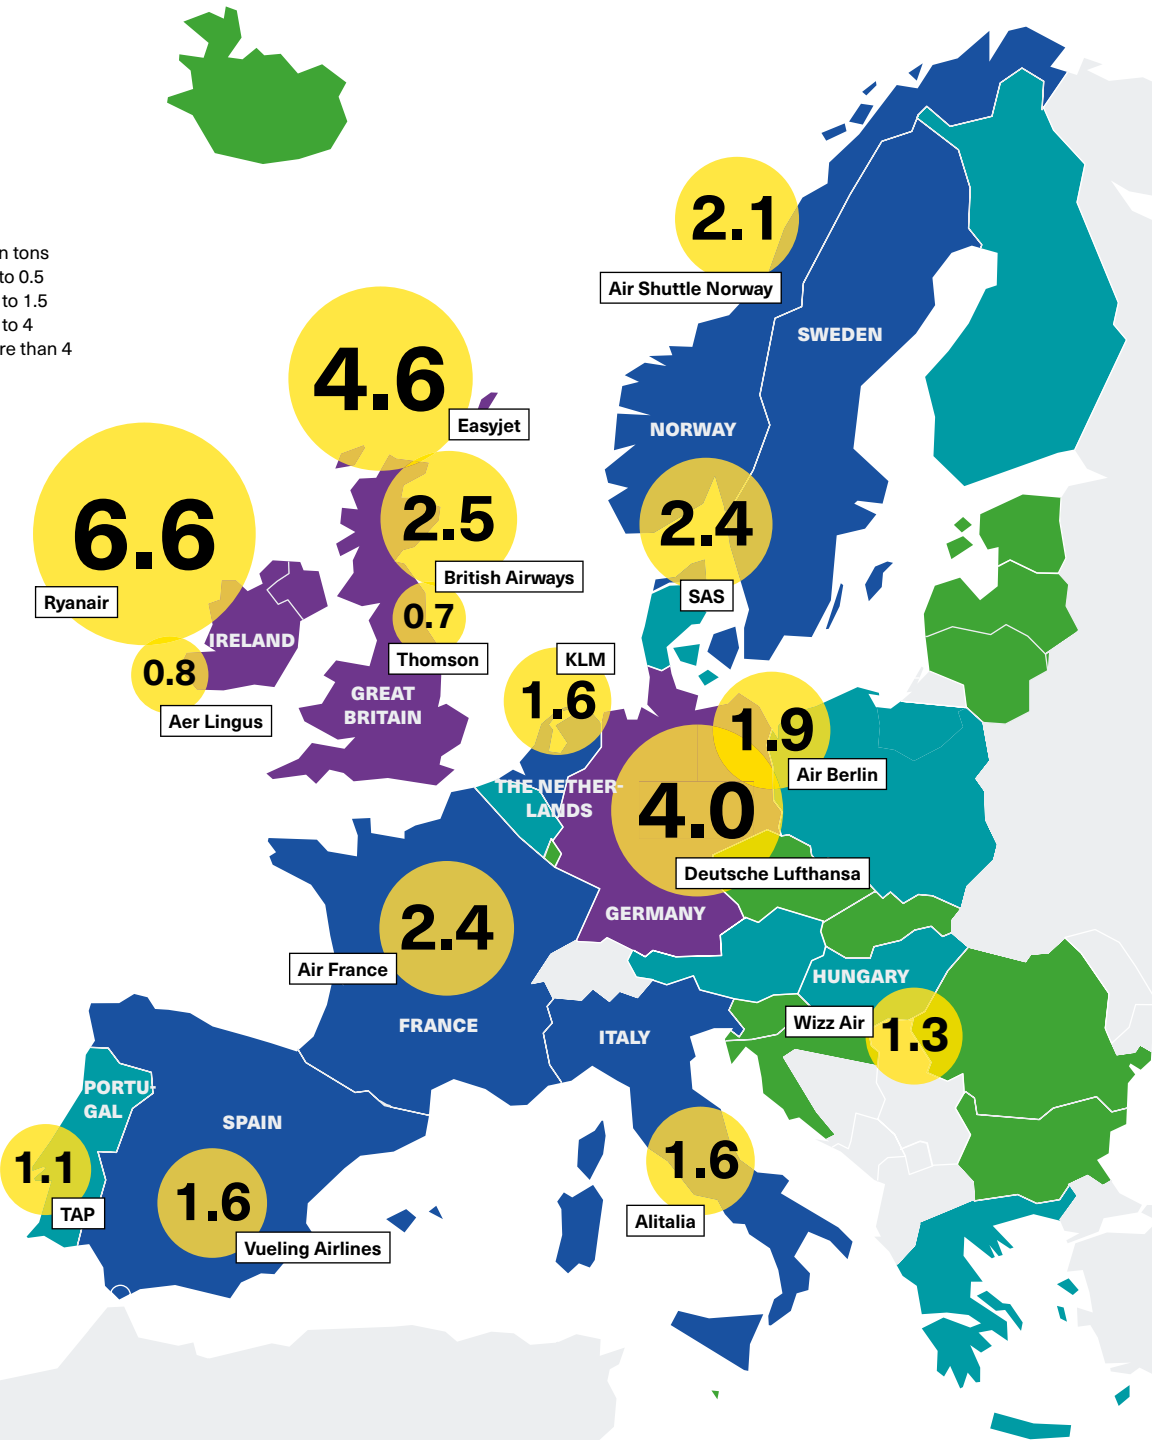 n tons
to 0.5
to 1.5
to 4
re than 4
2.1
Air Shuttle Norway
SWEDEN
4.6
Easyjet
NORWAY
6.6
Ryanair
2.5
British Airways
2.4
SAS
0.7
Thomson
IRELAND
0.8
Aer Lingus
GREAT
BRITAIN
KLM
1.6
1.9
Air Berlin
THE NETHER-
LANDS
4.0
Deutsche Lufthansa
GERMANY
2.4
Air France
FRANCE
HUNGARY
Wizz Air
1.3
ITALY
PORTU-
GAL
SPAIN
1.1
TAP
1.6
Vueling Airlines
1.6
Alitalia